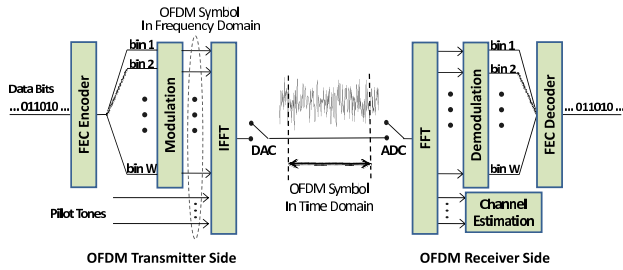 OFDM Symbol
In Frequency Domain
Data Bits
... 011010 ...
FEC Encoder
bin 1
bin 2
bin W
Modulation
IFFT
Pilot Tones
DAC
OFDM Symbol
In Time Domain
ADC
FFT
Demodulation
bin 1
bin 2
bin W
FEC Decoder
... 011010 ...
Channel
Estimation
OFDM Transmitter Side
OFDM Receiver Side